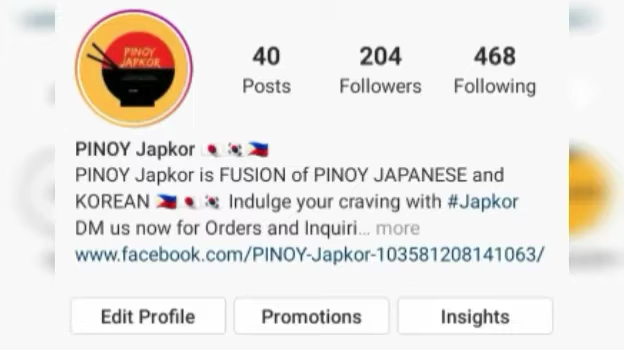 PINOY
JAPKOR
40 204 468
Posts Followers Following
PINOY Japkor 🇯🇵 🇰🇷 🇵🇭
PINOY Japkor is FUSION of PINOY JAPANESE and
KOREAN 🇵🇭 🇯🇵 🇰🇷 Indulge your craving with #Japkor
DM us now for Orders and Inquiri... more
www.facebook.com/PINOY-Japkor-103581208141063/
Edit Profile Promotions Insights